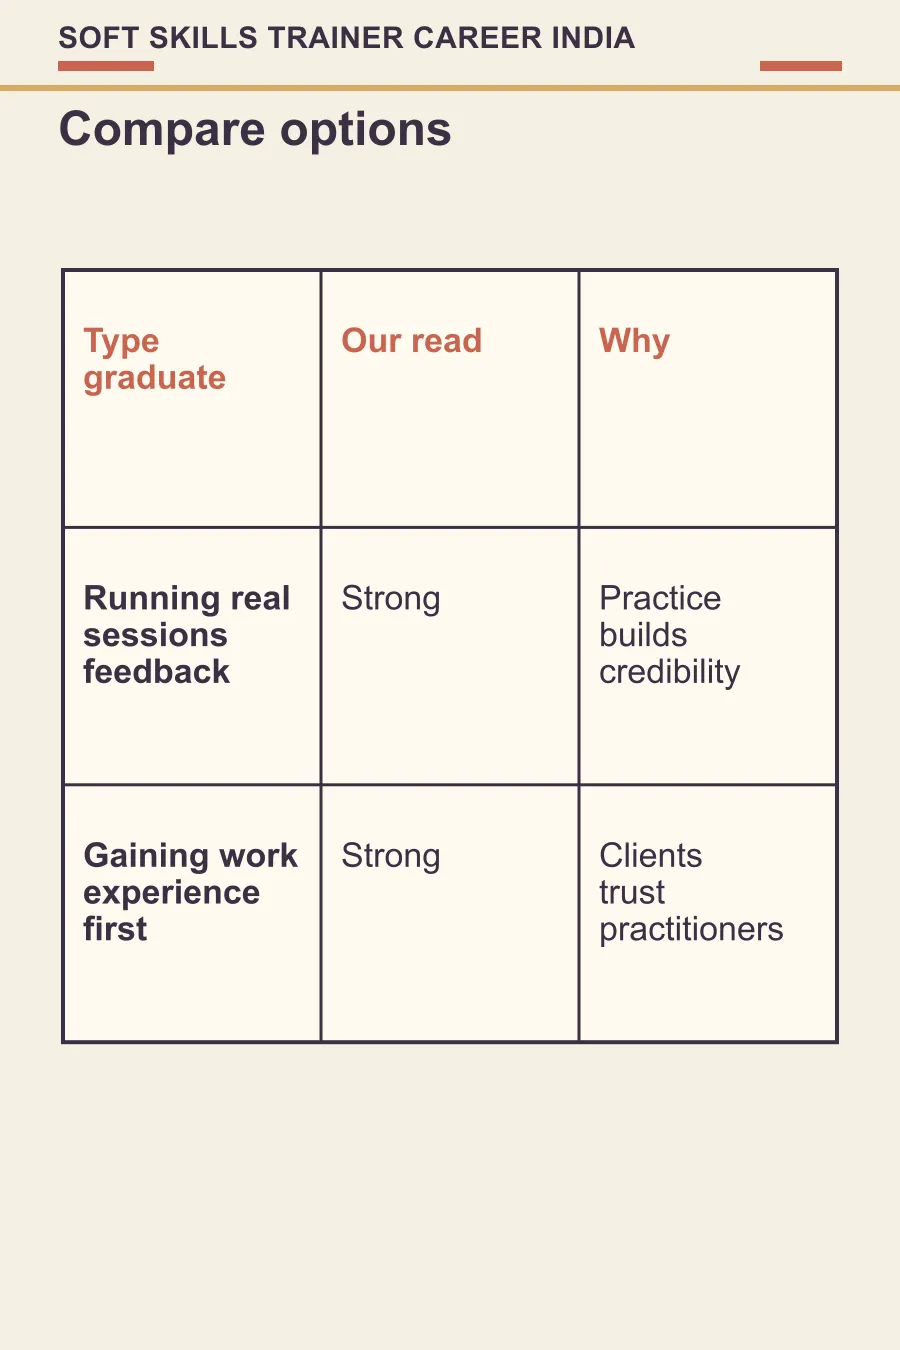 SOFT SKILLS TRAINER CAREER INDIA
Compare options
Type
graduate
Our read
Why
Running real
sessions
feedback
Strong
Practice
builds
credibility
Gaining work
experience
first
Strong
Clients
trust
practitioners